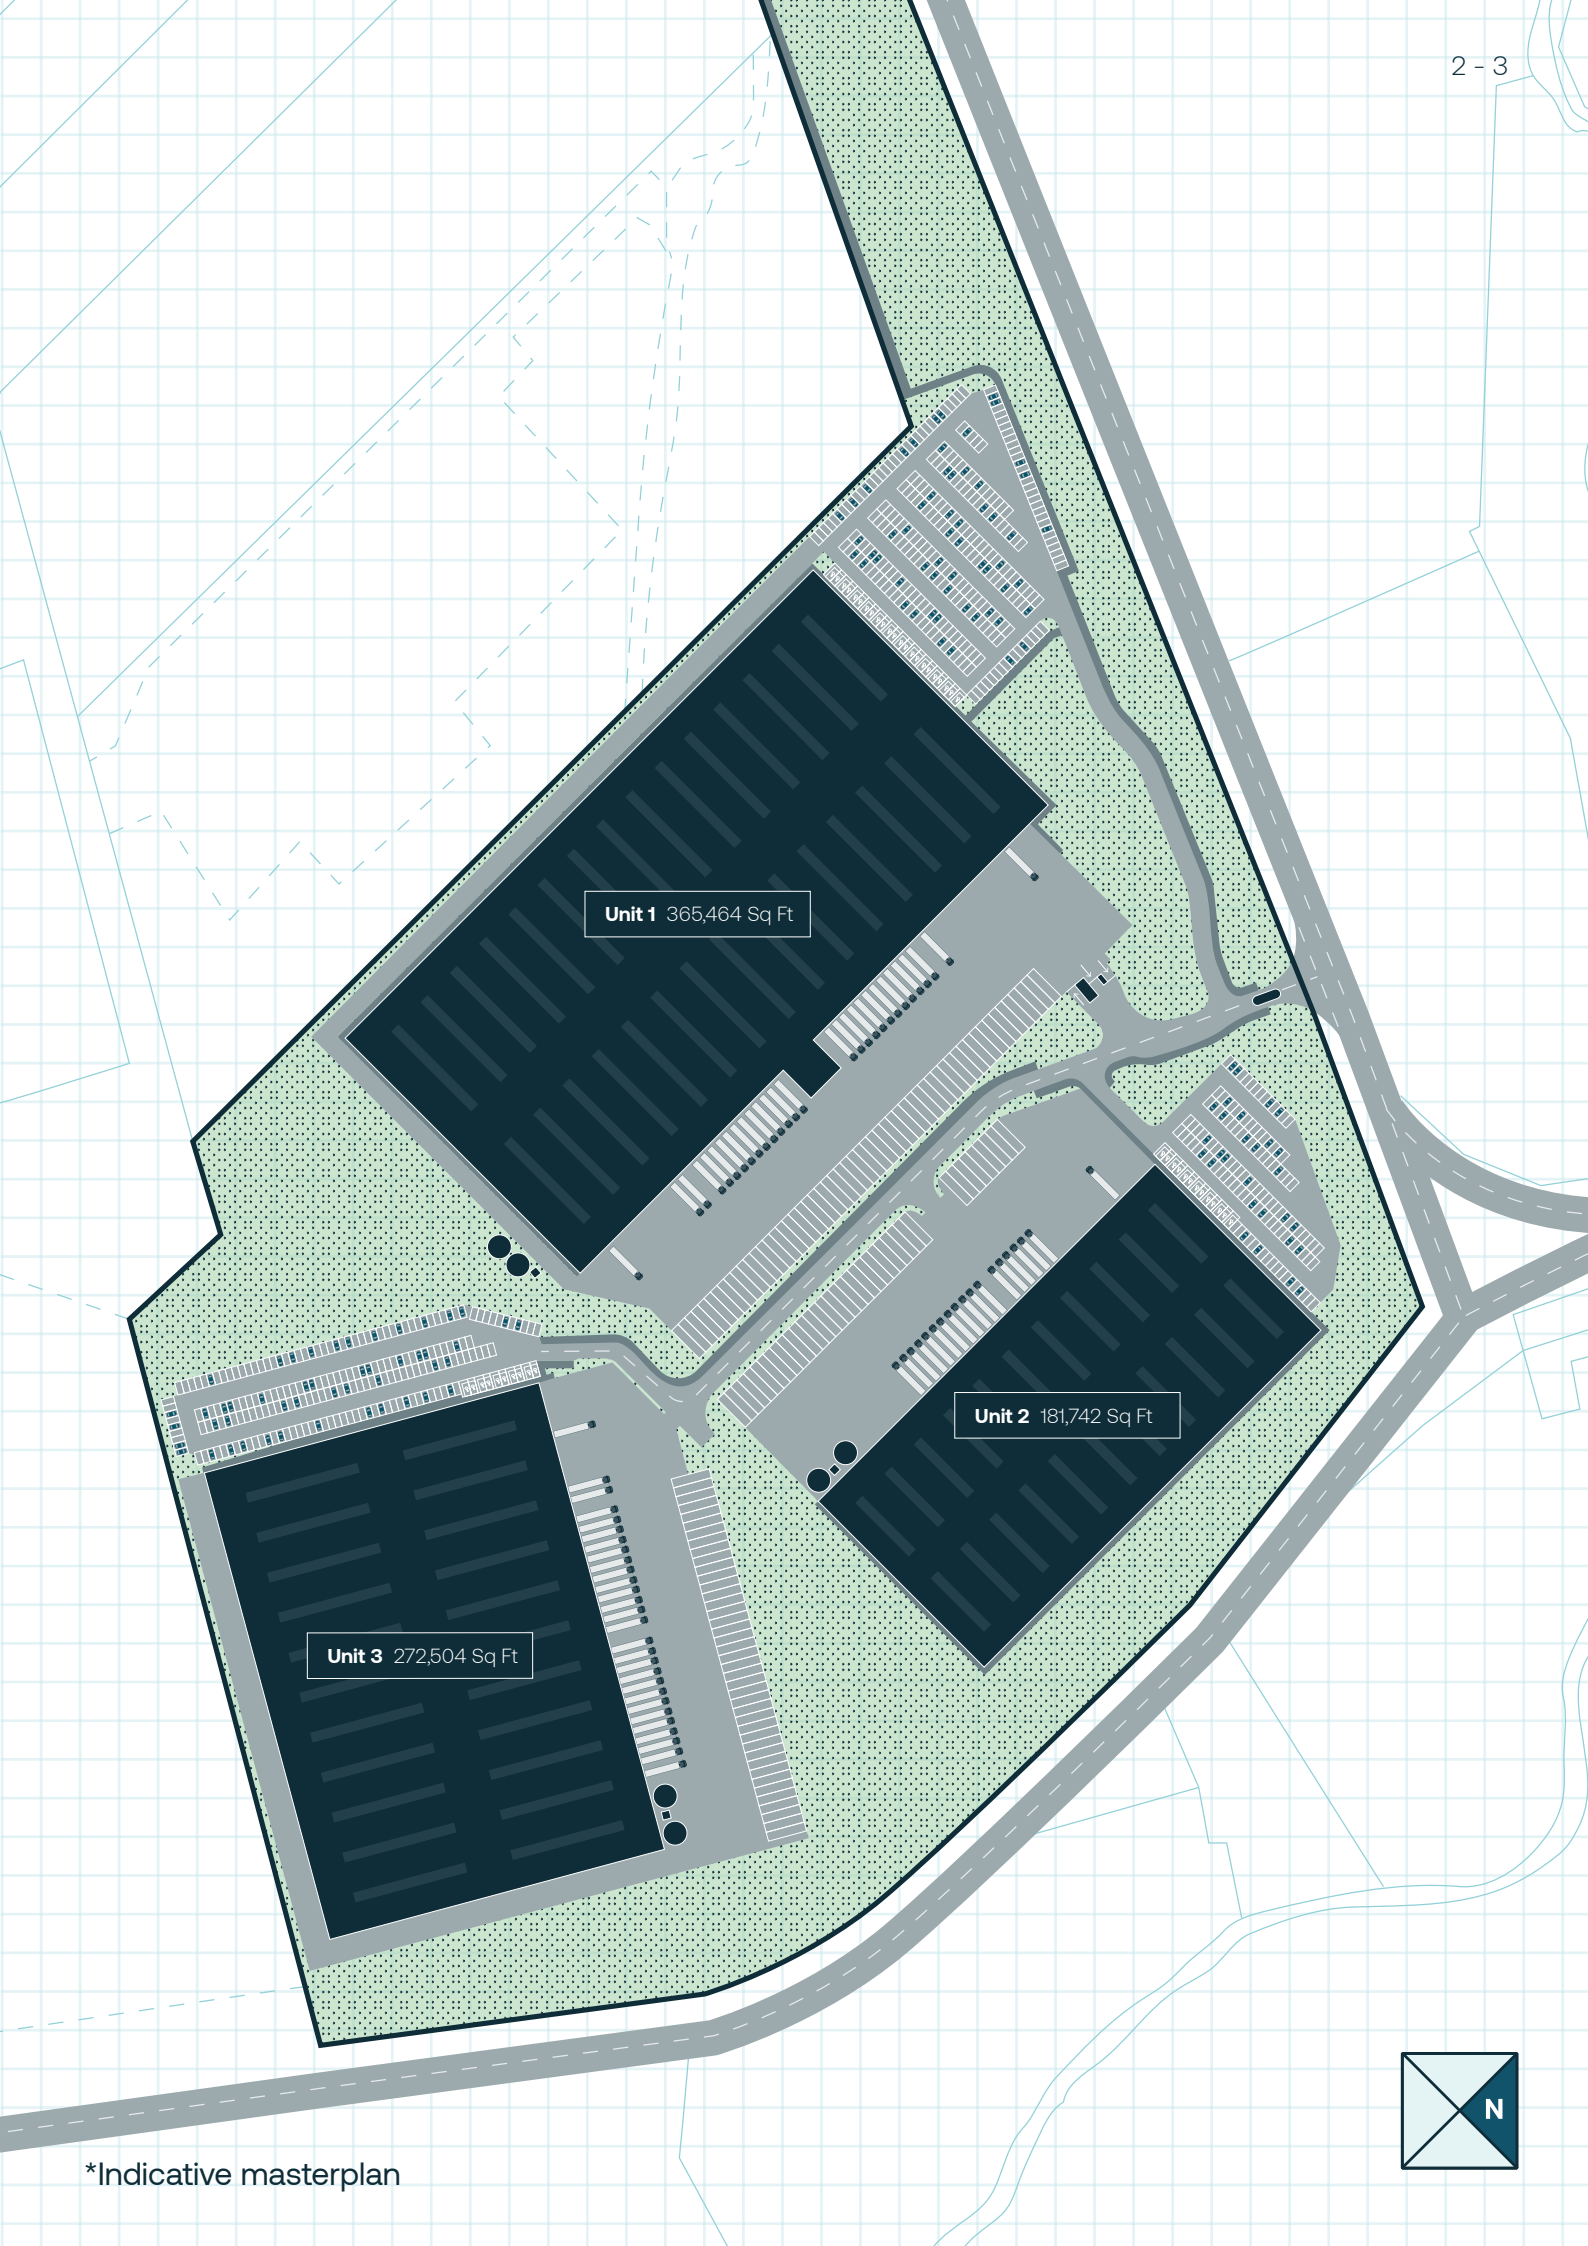 2 - 3
Unit 1 365,464 Sq Ft
Unit 2 181,742 Sq Ft
Unit 3 272,504 Sq Ft
N
*Indicative masterplan